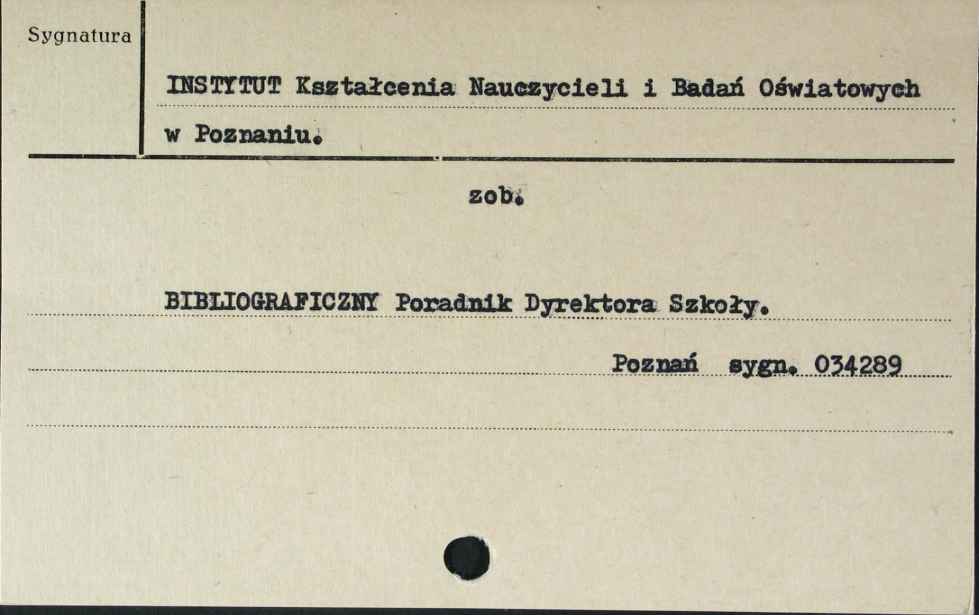 Sygnatura
INSTYTUT Kształcenia Nauczycieli i Badań Oświatowych
w Poznaniu.
zob.
BIBLIOGRAFICZNY Poradnik Dyrektora Szkoły.
Poznań sygn. 034289